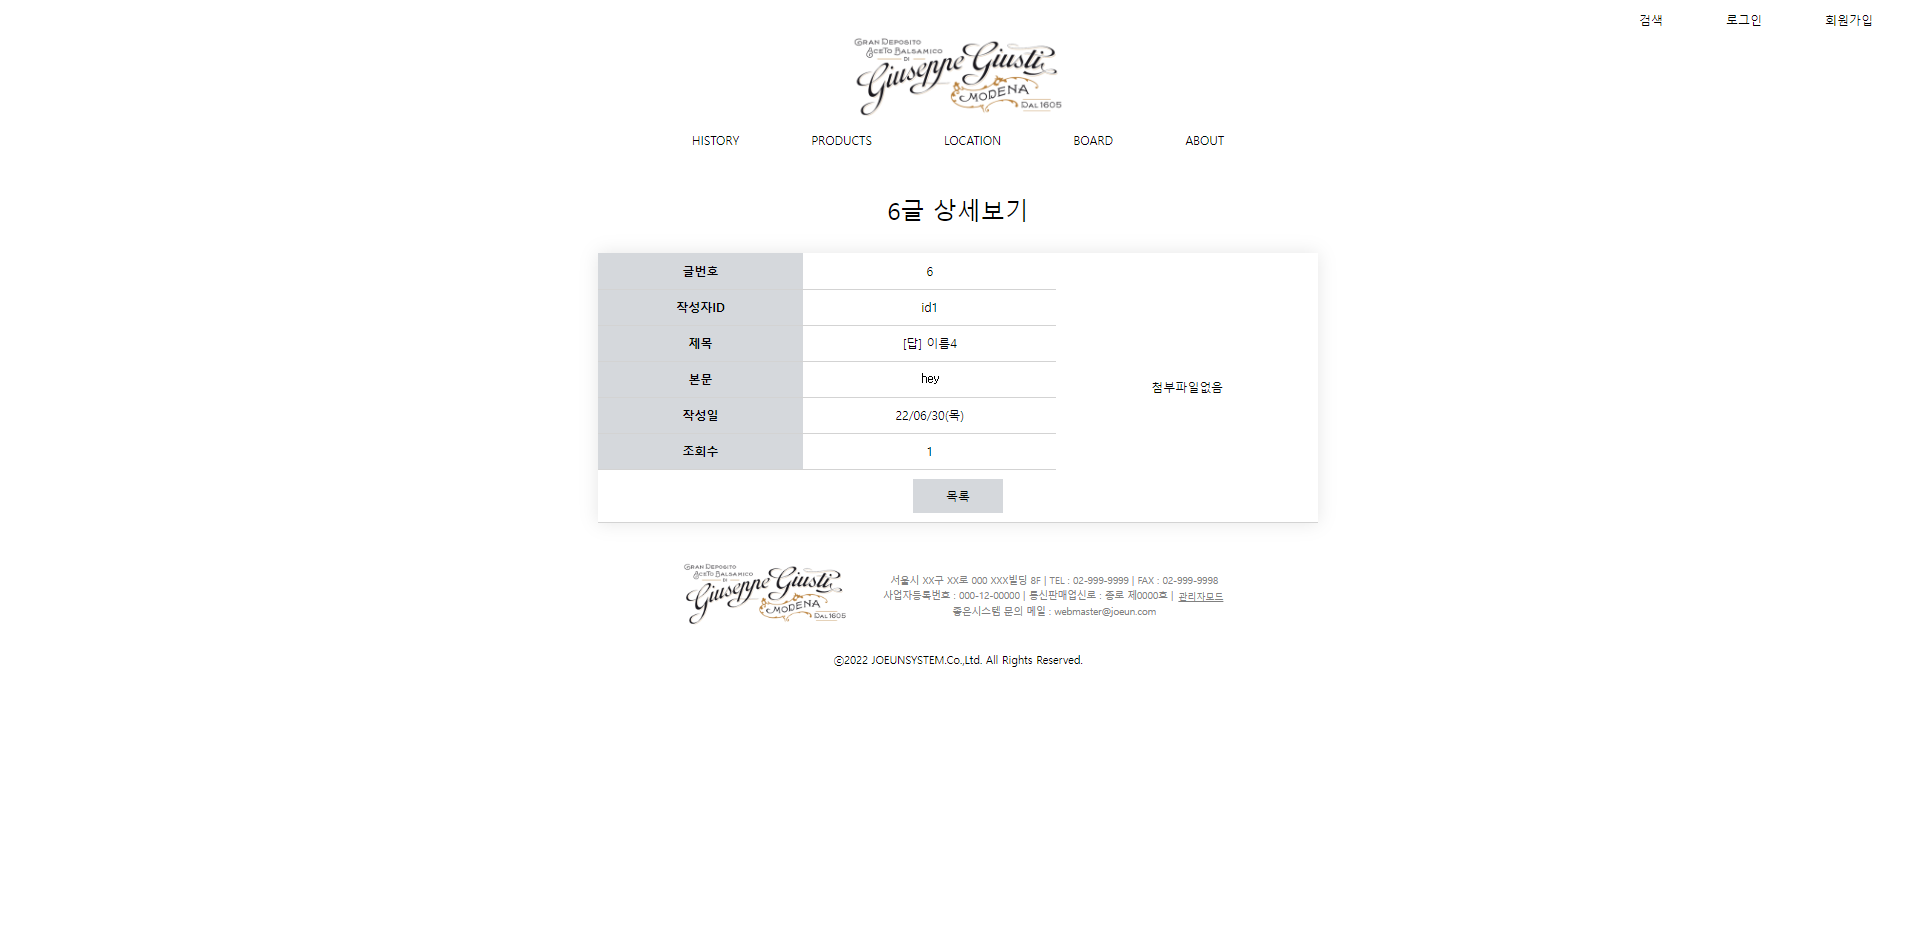 검색 로그인 회원가입
GRAN DEPOSITO
ACETO BALSAMICO
DI
Giuseppe Giusti
MODENA
DAL 1605
HISTORY PRODUCTS LOCATION BOARD ABOUT
6글 상세보기
글번호 6
작성자ID id1
제목 [답] 이름4
본문 hey
첨부파일없음
작성일 22/06/30(목)
조회수 1
목록
GRAN DEPOSITO
ACETO BALSAMICO
DI
Giuseppe Giusti
MODENA
DAL 1605
서울시 XX구 XX로 000 XXX빌딩 8F | TEL : 02-999-9999 | FAX : 02-999-9998
사업자등록번호 : 000-12-00000 | 통신판매업신로 : 종로 제0000호 | 관리자모드
좋은시스템 문의 메일 : webmaster@joeun.com
ⓒ2022 JOEUNSYSTEM.Co.,Ltd. All Rights Reserved.